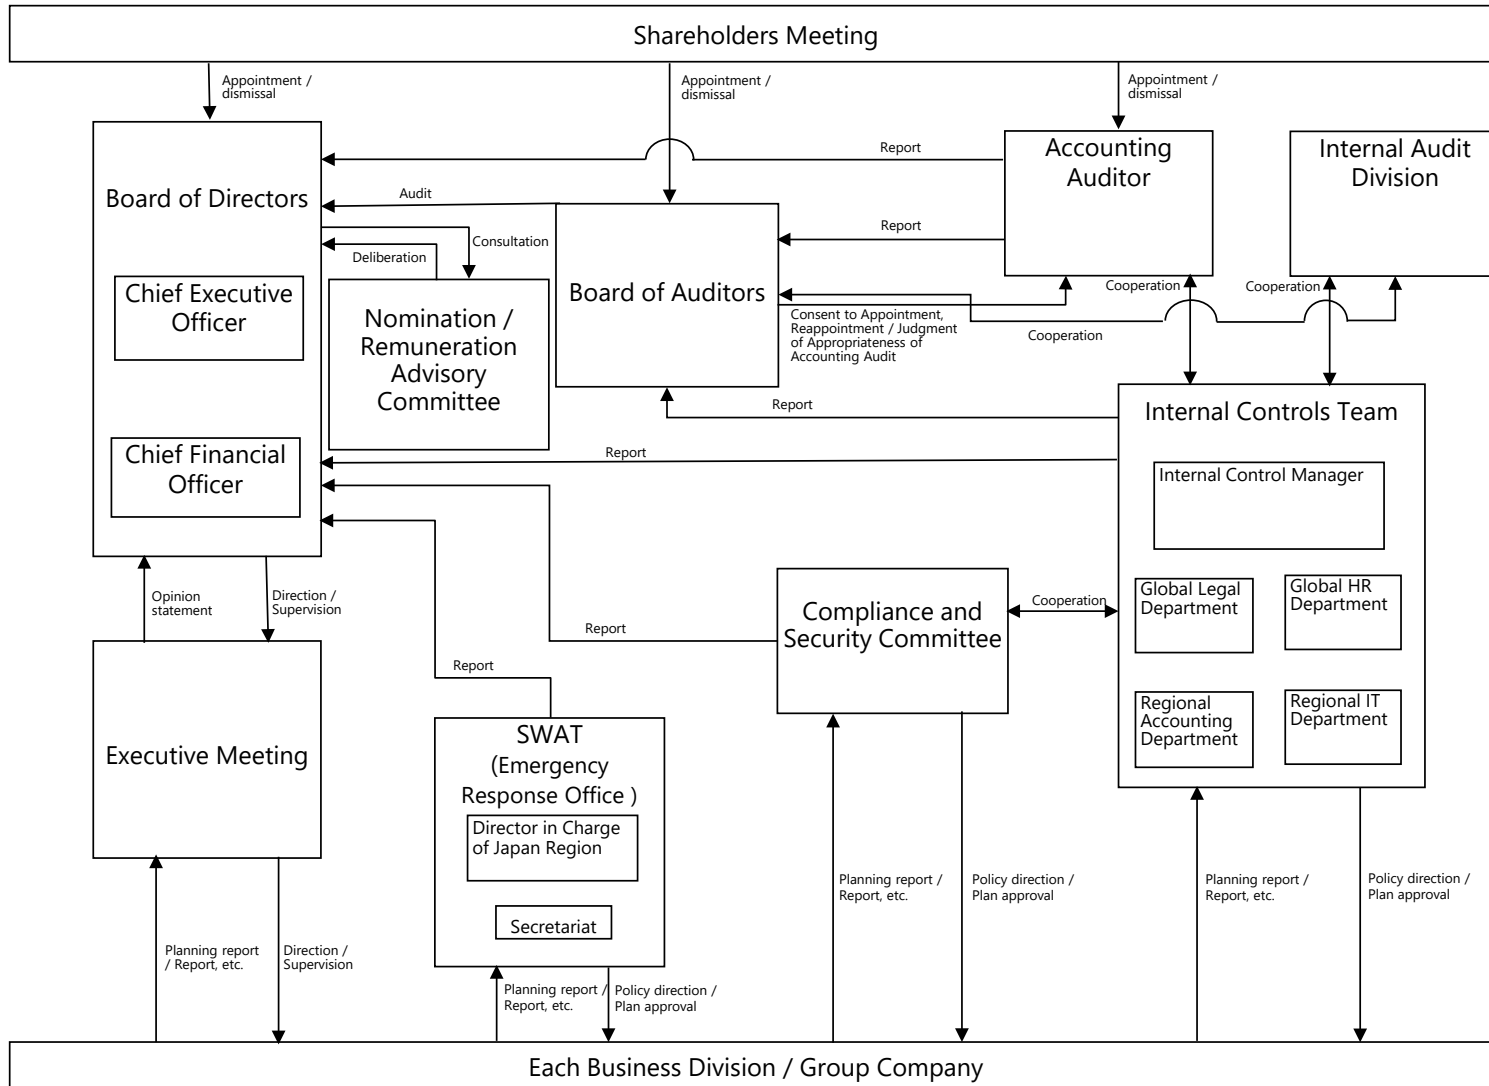 Shareholders Meeting
Appointment /
dismissal
Appointment /
dismissal
Appointment /
dismissal
Board of Directors
Chief Executive
Officer
Chief Financial
Officer
Report
Audit
Consultation
Deliberation
Nomination /
Remuneration
Advisory
Committee
Board of Auditors
Report
Accounting
Auditor
Internal Audit
Division
Cooperation
Cooperation
Consent to Appointment,
Reappointment / Judgment
of Appropriateness of
Accounting Audit
Cooperation
Report
Report
Internal Controls Team
Internal Control Manager
Global Legal
Department
Global HR
Department
Regional
Accounting
Department
Regional IT
Department
Opinion
statement
Direction /
Supervision
Report
Compliance and
Security Committee
Cooperation
Report
Executive Meeting
SWAT
(Emergency
Response Office )
Director in Charge
of Japan Region
Secretariat
Planning report
/ Report, etc.
Direction /
Supervision
Planning report /
Report, etc.
Policy direction /
Plan approval
Planning report /
Report, etc.
Policy direction /
Plan approval
Planning report /
Report, etc.
Policy direction /
Plan approval
Each Business Division / Group Company